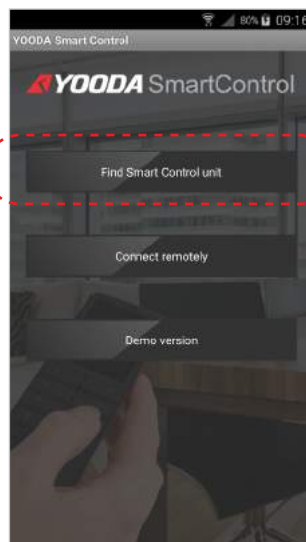 80% 09:16
YOODA Smart Control
YOODA SmartControl
Find Smart Control unit
Connect remotely
Demo version